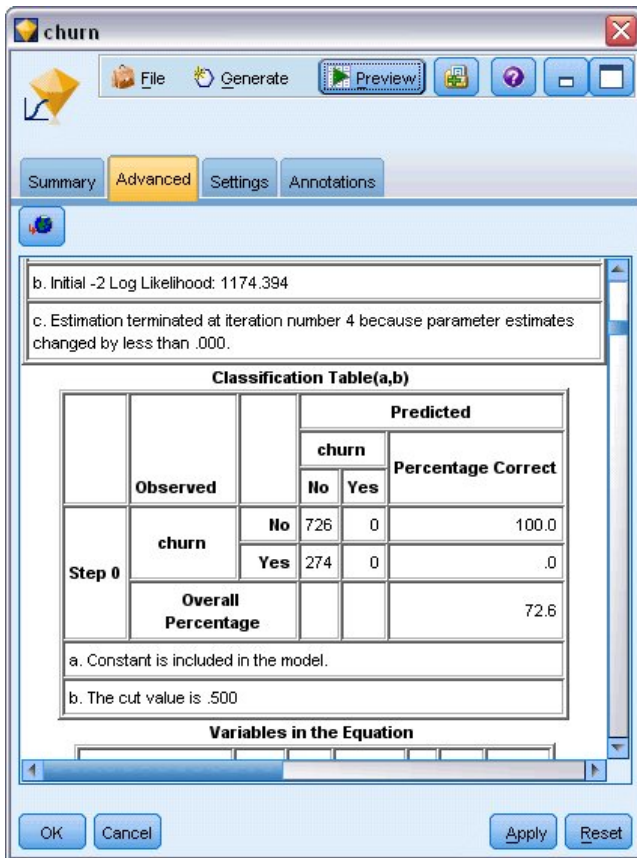 churn
File Generate Preview
Summary Advanced Settings Annotations
b. Initial -2 Log Likelihood: 1174.394
c. Estimation terminated at iteration number 4 because parameter estimates
changed by less than .000.
Classification Table(a,b)
Predicted
churn
Percentage Correct
Observed No Yes
No 726 0 100.0
churn
Yes 274 0 .0
Step 0
Overall
Percentage
72.6
a. Constant is included in the model.
b. The cut value is .500
Variables in the Equation
OK Cancel Apply Reset